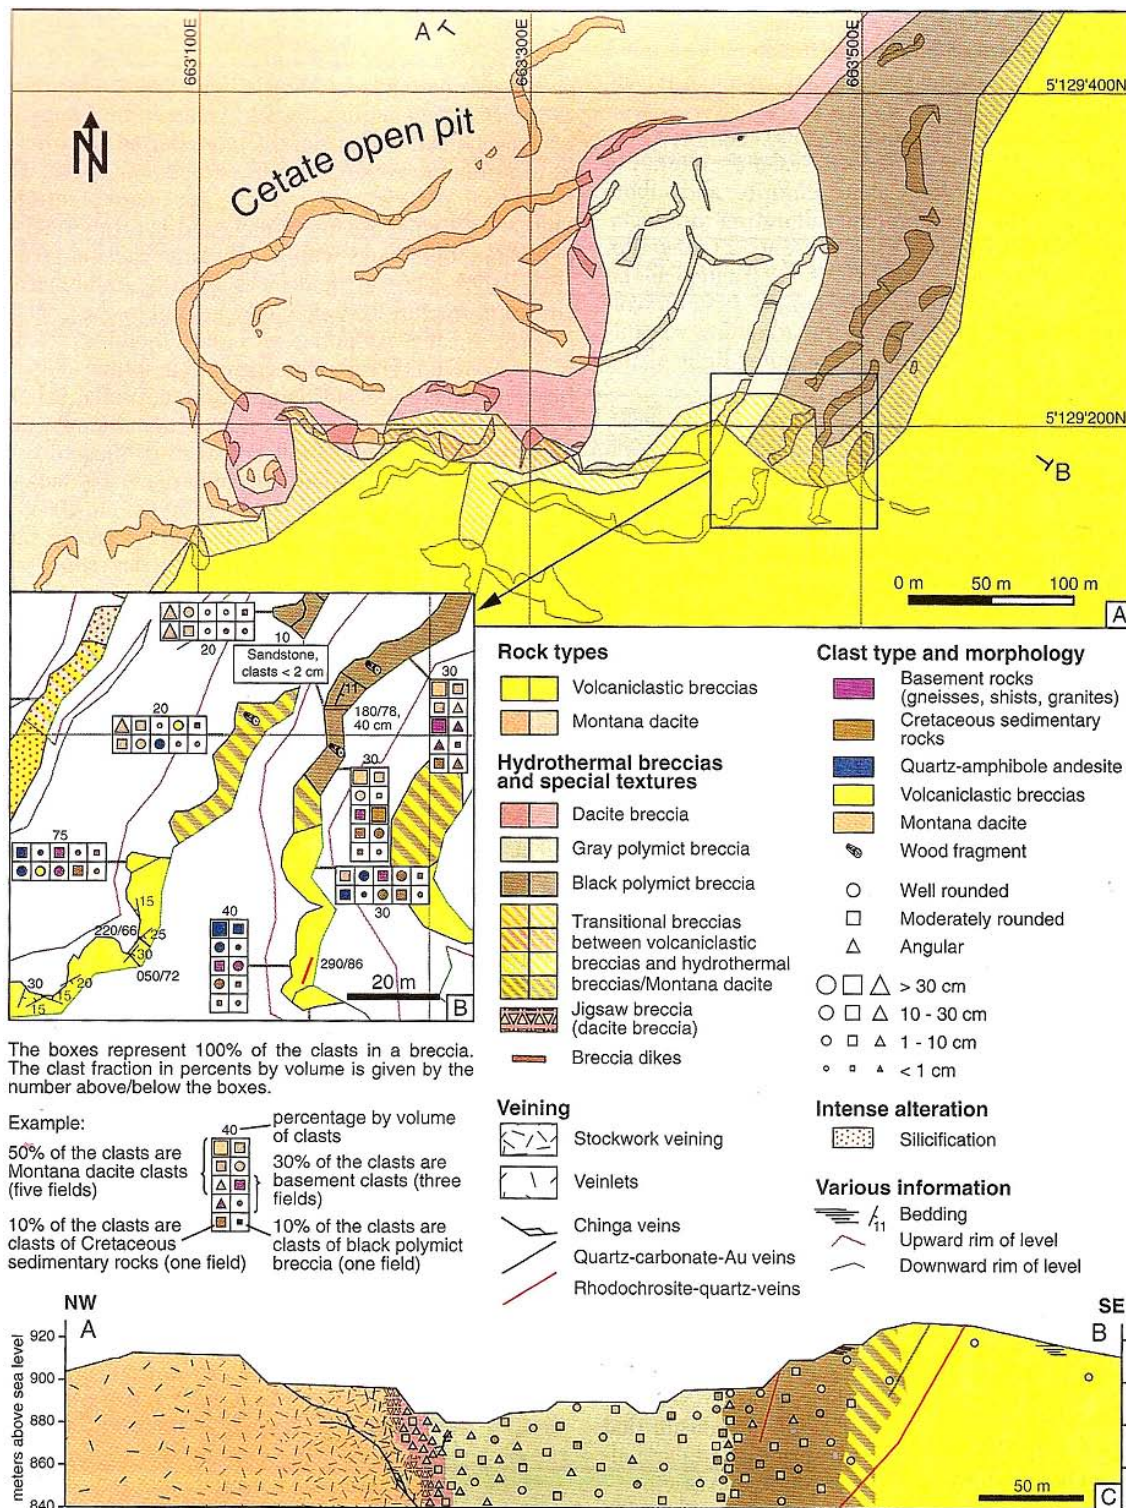 A
663'100E
663'300E
663'500E
5'129'400N
N
Cetate open pit
5'129'200N
B
0 m 50 m 100 m
A
10
20
Sandstone,
clasts < 2 cm
11
30
180/78,
40 cm
20
30
75
15
220/66
25
30
050/72
20
30
15
15
40
290/86
30
20 m
B
Rock types
Volcaniclastic breccias
Montana dacite
Hydrothermal breccias
and special textures
Dacite breccia
Gray polymict breccia
Black polymict breccia
Transitional breccias
between volcaniclastic
breccias and hydrothermal
breccias/Montana dacite
Jigsaw breccia
(dacite breccia)
Breccia dikes
Veining
Stockwork veining
Veinlets
Chinga veins
Quartz-carbonate-Au veins
Rhodochrosite-quartz-veins
Clast type and morphology
Basement rocks
(gneisses, shists, granites)
Cretaceous sedimentary
rocks
Quartz-amphibole andesite
Volcaniclastic breccias
Montana dacite
Wood fragment
Well rounded
Moderately rounded
Angular
> 30 cm
10 - 30 cm
1 - 10 cm
< 1 cm
Intense alteration
Silicification
Various information
11 Bedding
Upward rim of level
Downward rim of level
The boxes represent 100% of the clasts in a breccia.
The clast fraction in percents by volume is given by the
number above/below the boxes.
Example:
40
percentage by volume
of clasts
50% of the clasts are
Montana dacite clasts
(five fields)
30% of the clasts are
basement clasts (three
fields)
10% of the clasts are
clasts of Cretaceous
sedimentary rocks (one field)
10% of the clasts are
clasts of black polymict
breccia (one field)
NW
SE
A
B
meters above sea level
920
900
880
860
840
50 m
C